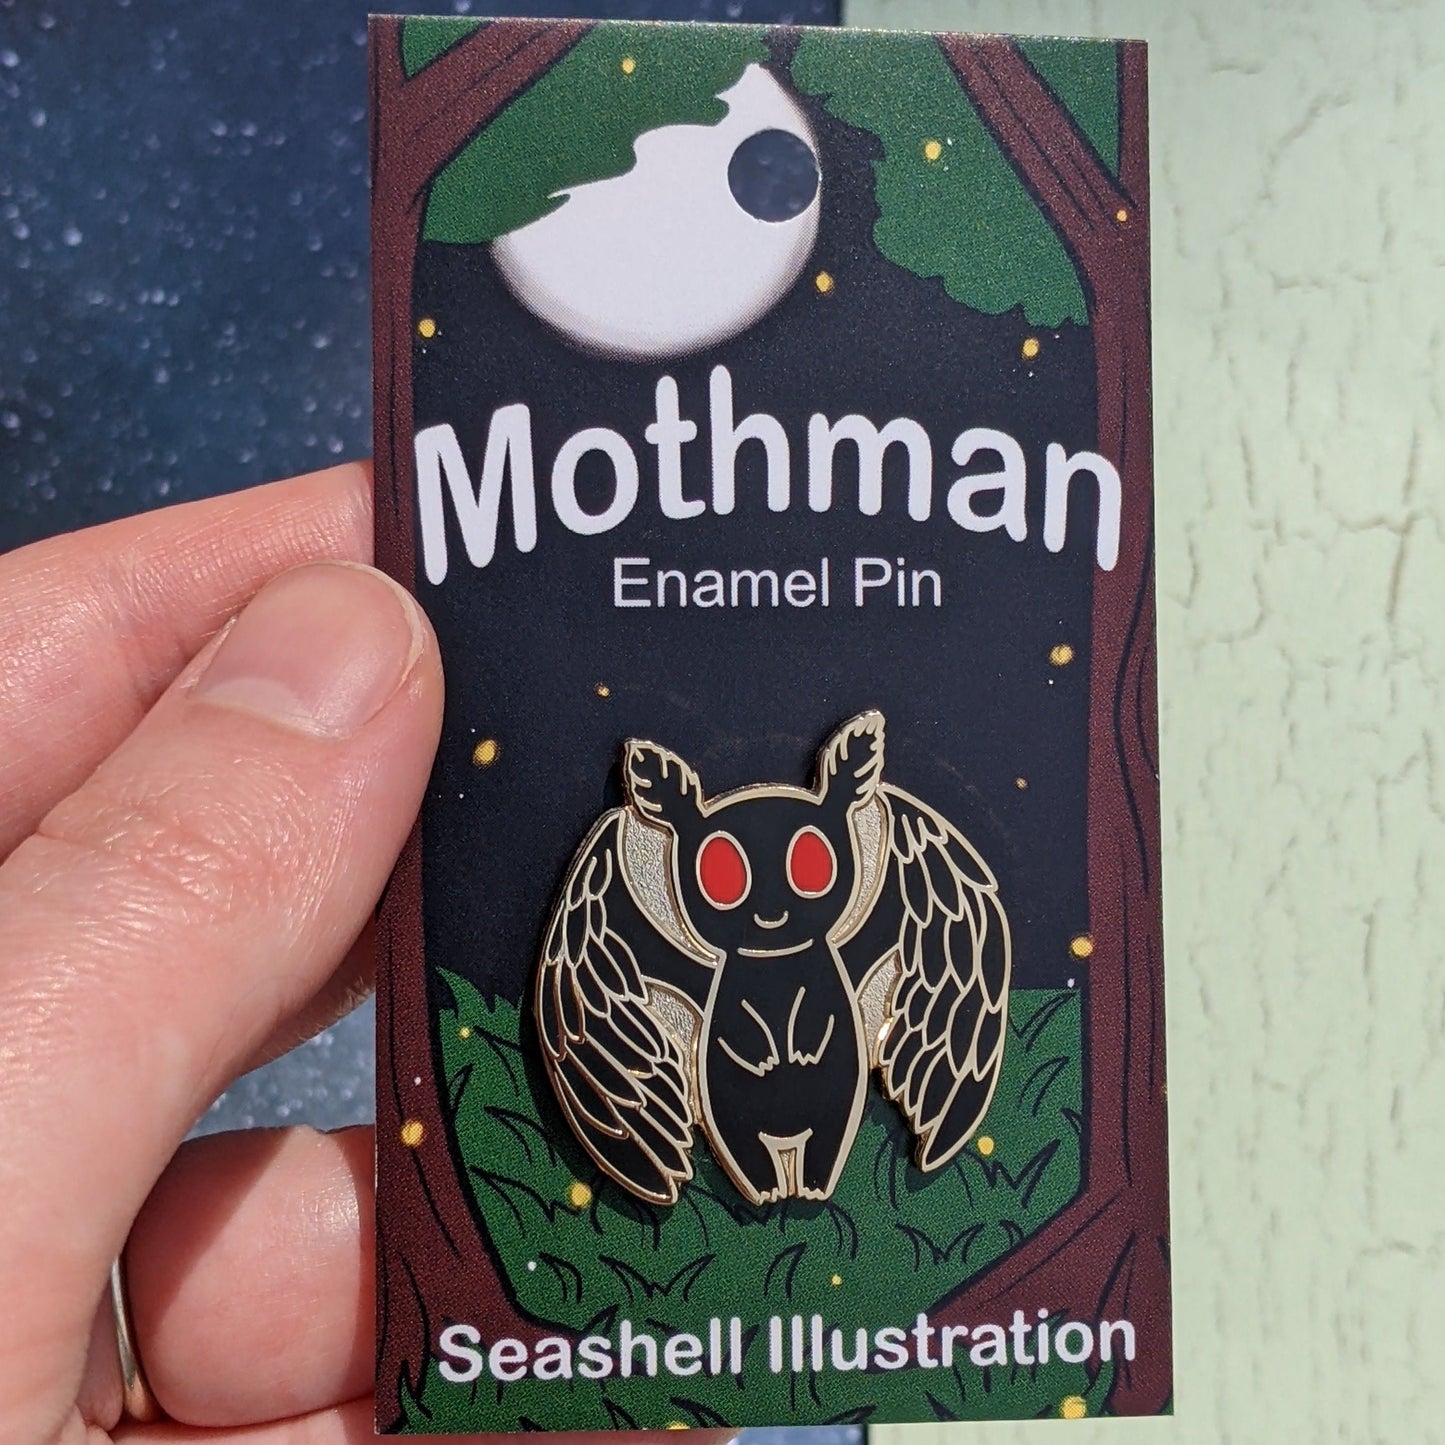 Mothman
Enamel Pin
Seashell Illustration